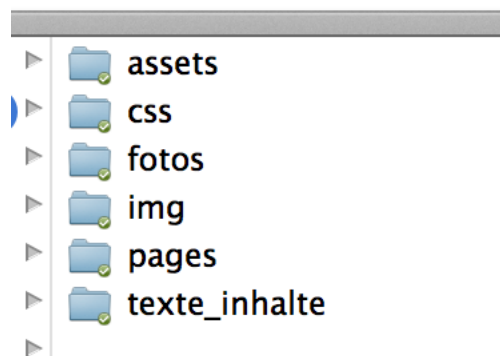 assets
css
fotos
img
pages
texte_inhalte